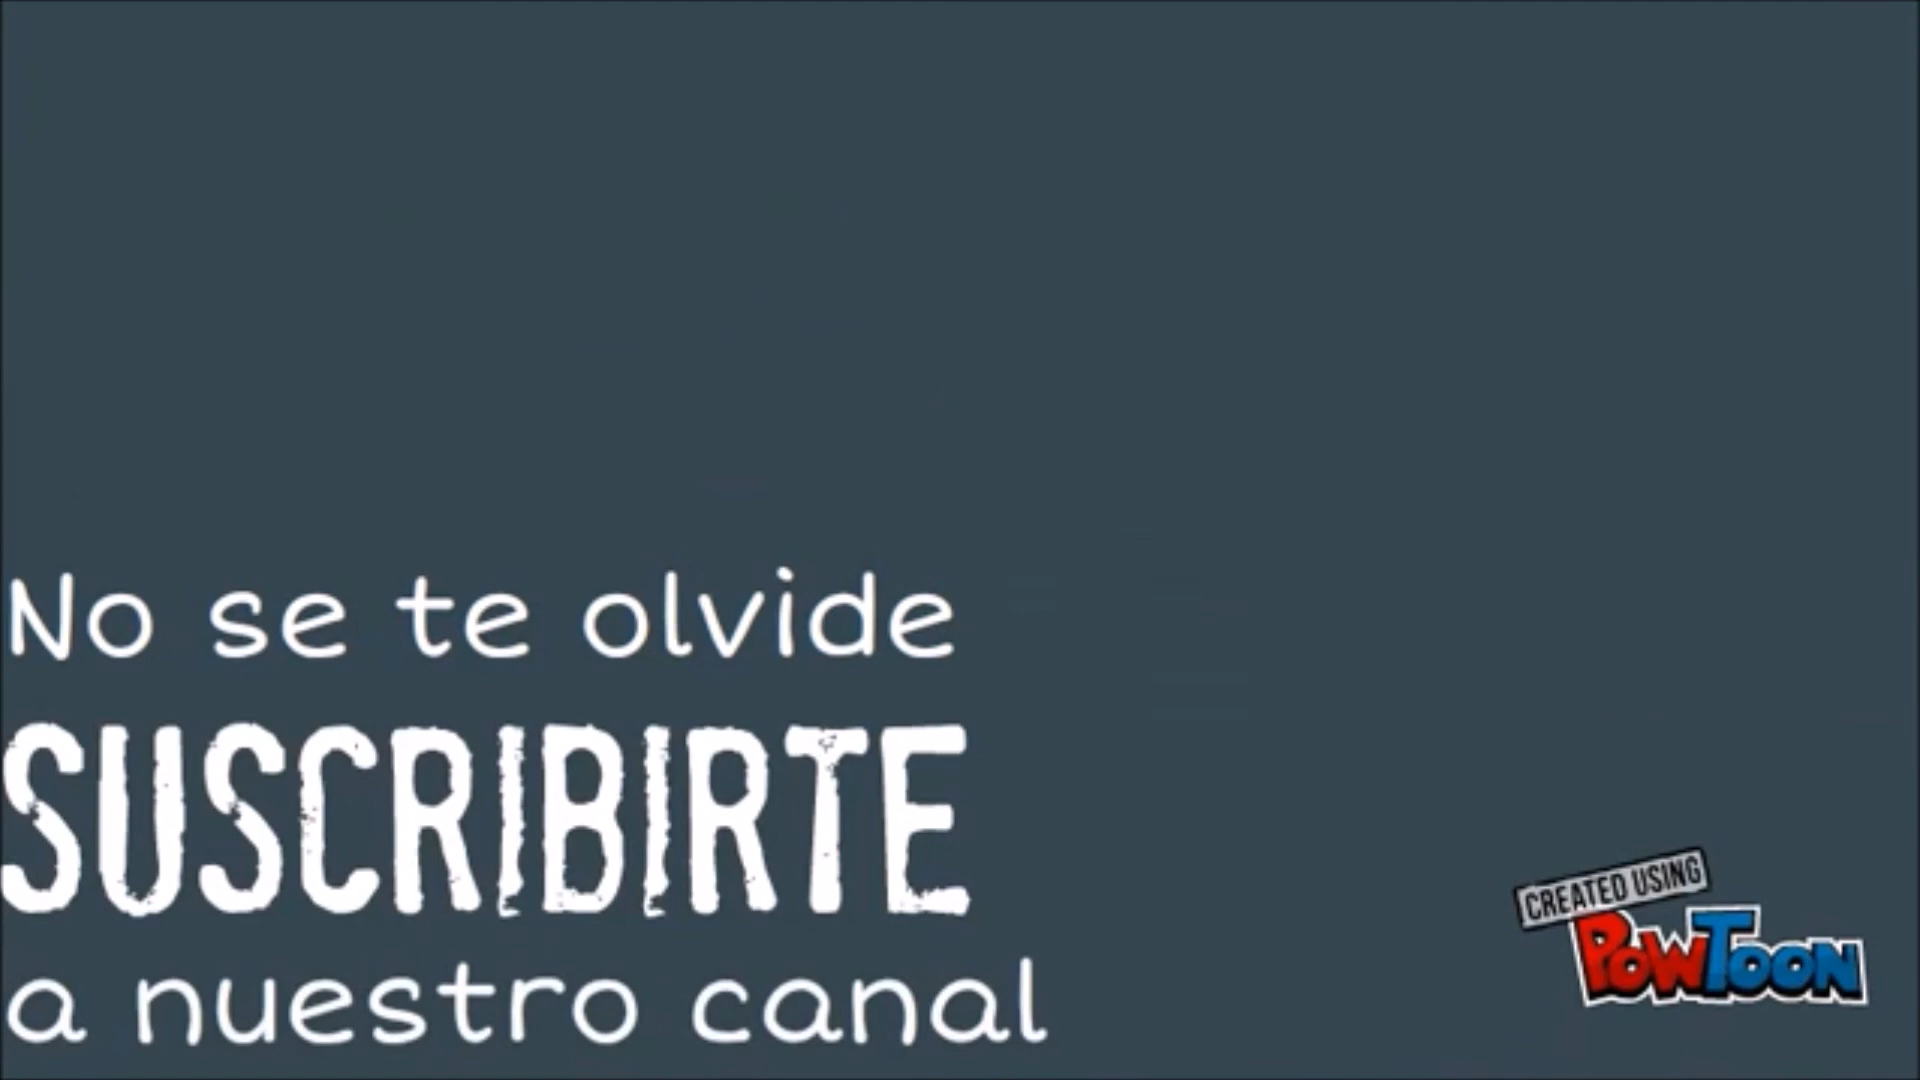 No se te olvide
SUSCRIBIRTE
a nuestro canal
CREATED USING
POWTOON